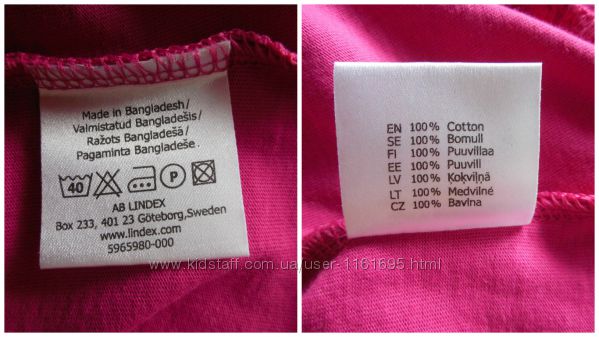 Made in Bangladesh/
Valmistatud Bangladešis/
Ražots Bangladešā/
Pagaminta Bangladeše.
40 P
AB LINDEX
Box 233, 401 23 Göteborg,Sweden
www.lindex.com
5965980-000
EN 100% Cotton
SE 100% Bomull
FI 100% Puuvillaa
EE 100% Puuvill
LV 100% Kokviļņā
LT 100% Medvilnė
CZ 100% Bavlna
www.kidstaff.com.ua/user-1161695.html